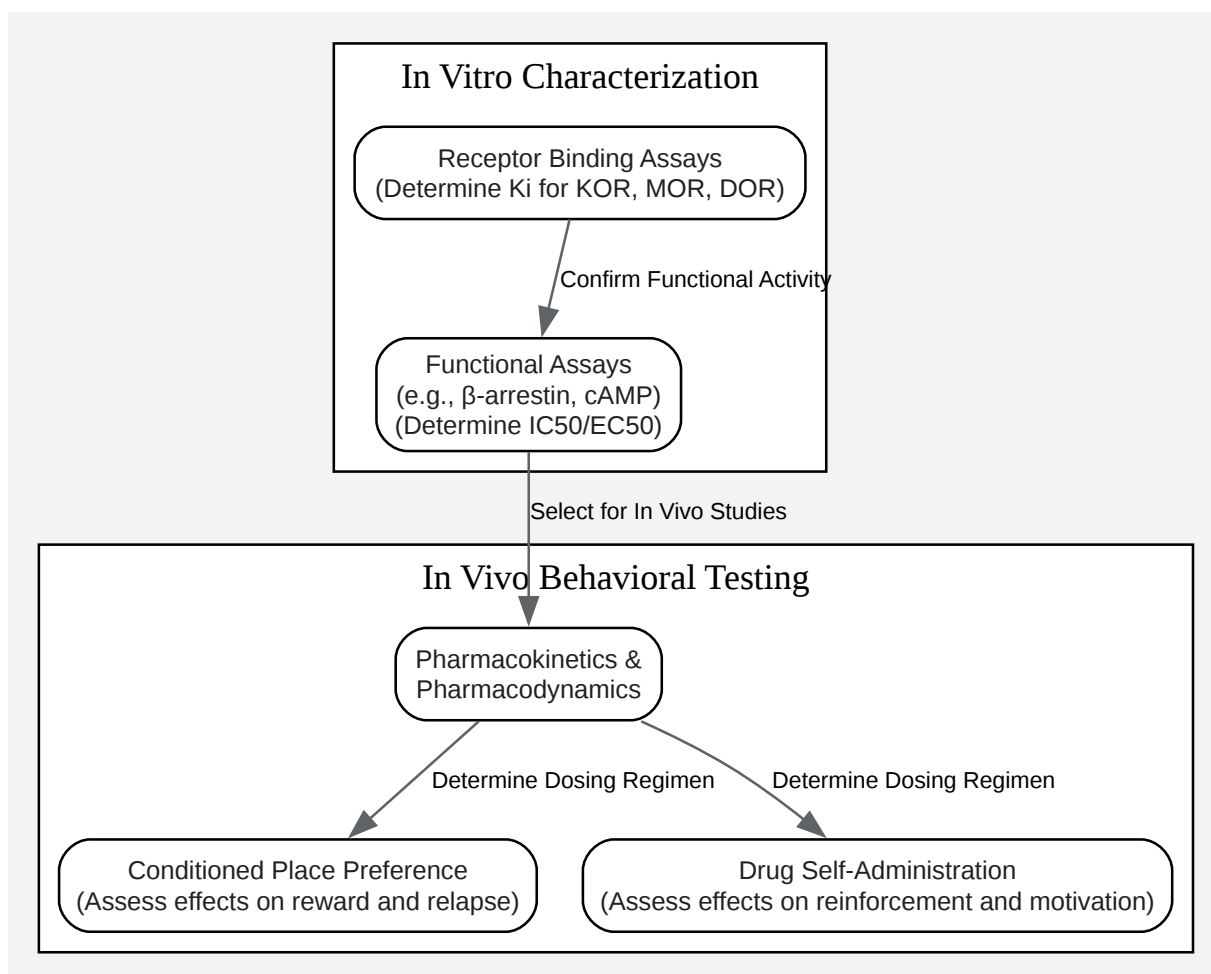 In Vitro Characterization
Receptor Binding Assays
(Determine Ki for KOR, MOR, DOR)
Confirm Functional Activity
Functional Assays
(e.g., β-arrestin, cAMP)
(Determine IC50/EC50)
Select for In Vivo Studies
In Vivo Behavioral Testing
Pharmacokinetics &
Pharmacodynamics
Determine Dosing Regimen
Determine Dosing Regimen
Conditioned Place Preference
(Assess effects on reward and relapse)
Drug Self-Administration
(Assess effects on reinforcement and motivation)